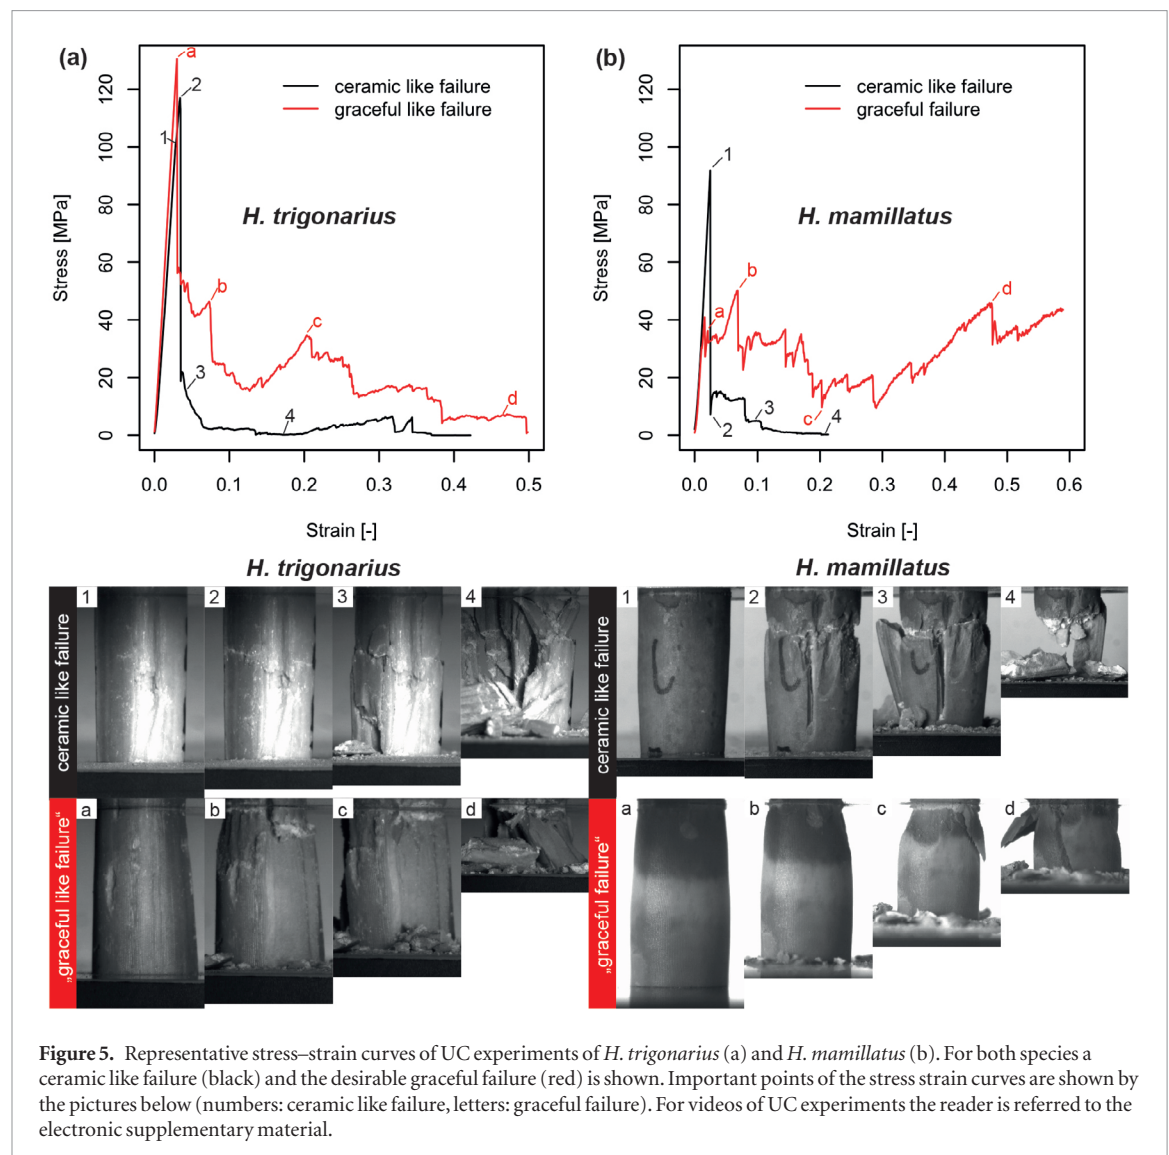 (a)
a
2
1
ceramic like failure
graceful like failure
H. trigonarius
b
c
3
4
d
Stress [MPa]
0
20
40
60
80
100
120
0.0 0.1 0.2 0.3 0.4 0.5
Strain [-]
(b)
ceramic like failure
graceful failure
1
H. mamillatus
b
a
d
2
3
c
4
Stress [MPa]
0
20
40
60
80
100
120
0.0 0.1 0.2 0.3 0.4 0.5 0.6
Strain [-]
H. trigonarius
H. mamillatus
ceramic like failure
1 2 3 4
ceramic like failure
1 2 3 4
„graceful like failure“
a b c d
„graceful failure“
a b c d
Figure 5. Representative stress–strain curves of UC experiments of H. trigonarius (a) and H. mamillatus (b). For both species a
ceramic like failure (black) and the desirable graceful failure (red) is shown. Important points of the stress strain curves are shown by
the pictures below (numbers: ceramic like failure, letters: graceful failure). For videos of UC experiments the reader is referred to the
electronic supplementary material.